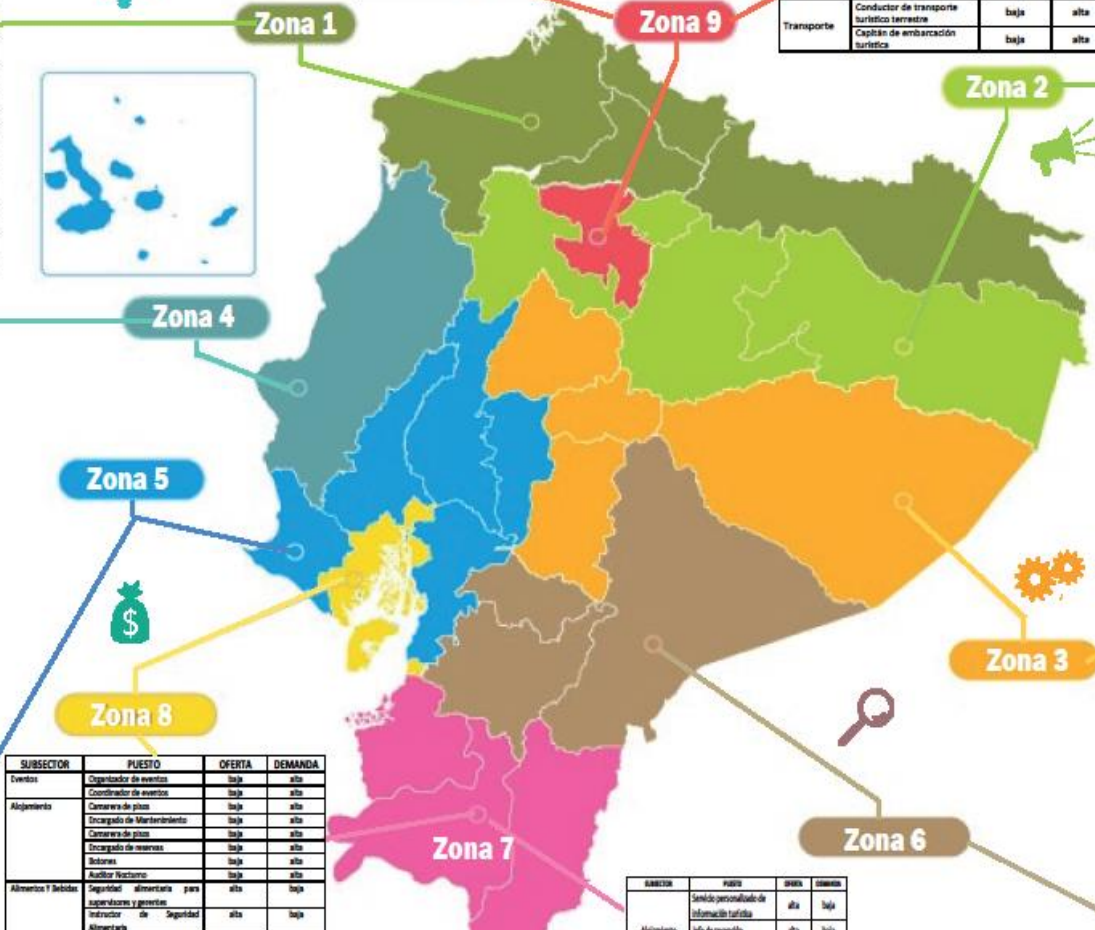 Zona 1
Zona 9
Transporte
Conductor de transporte
turístico terrestre
baja
alta
Capitán de embarcación
turística
baja
alta
Zona 2
Zona 4
Zona 5
$
Zona 3
Zona 8
SUBSECTOR PUESTO OFERTA DEMANDA
Eventos Organizador de eventos baja alta
Coordinador de eventos baja alta
Alojamiento Camarera de pisos baja alta
Encargado de Mantenimiento baja alta
Camarera de pisos baja alta
Encargado de reservas baja alta
Botones baja alta
Auditor Nocturno baja alta
Alimentos Y Bebidas Seguridad alimentaria para alta baja
supervisores y gerentes
Instructor de Seguridad alta baja
Alimentaria
Zona 7
Zona 6
SUBSECTOR PUESTO OFERTA DEMANDA
Servicio personalizado de
información turística
alta baja
Alojamiento
alta baja